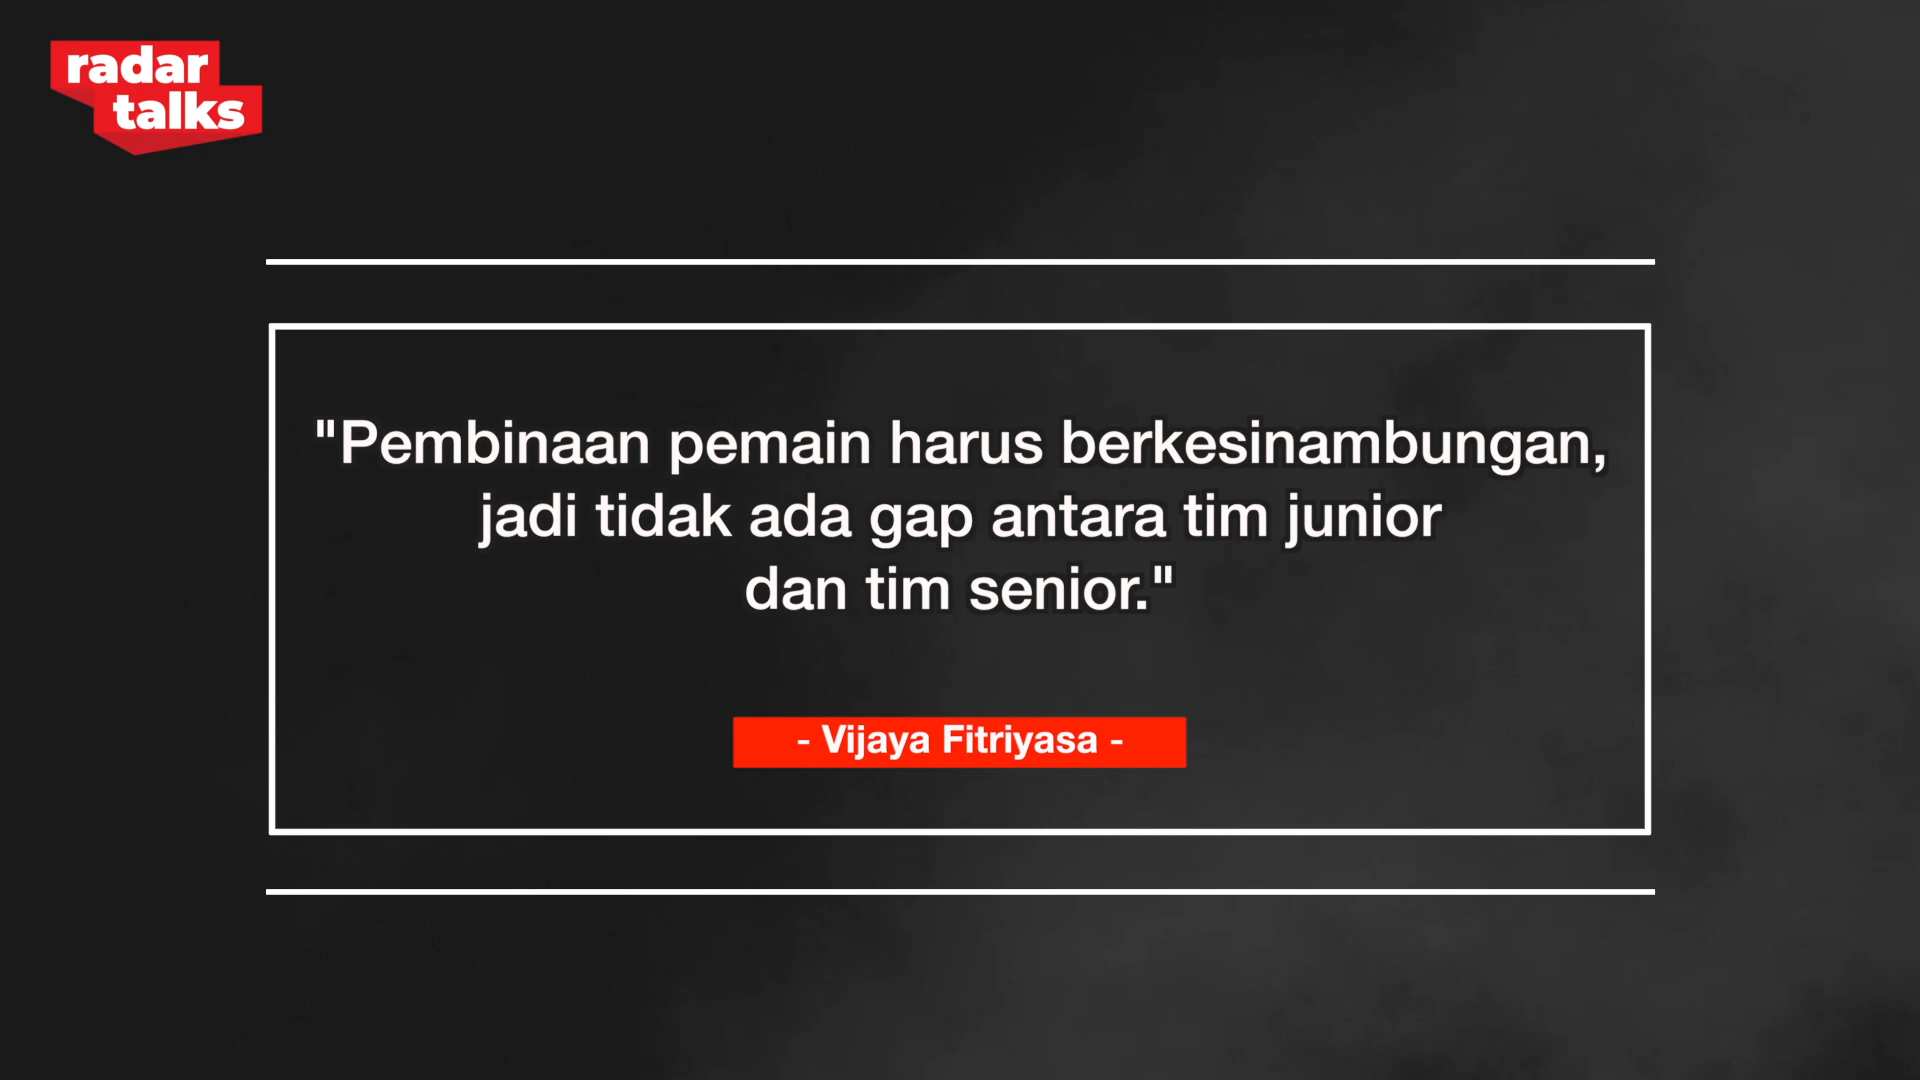 radar
talks
"Pembinaan pemain harus berkesinambungan,
jadi tidak ada gap antara tim junior
dan tim senior."
- Vijaya Fitriyasa -